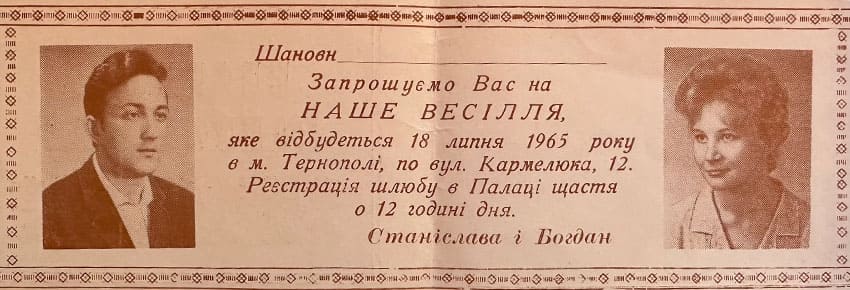 Шановн
Запрошуємо Вас на
НАШЕ ВЕСІЛЛЯ,
яке відбудеться 18 липня 1965 року
в м. Тернополі, по вул. Кармелюка, 12.
Реєстрація шлюбу в Палаці щастя
о 12 годині дня.
Станіслава і Богдан